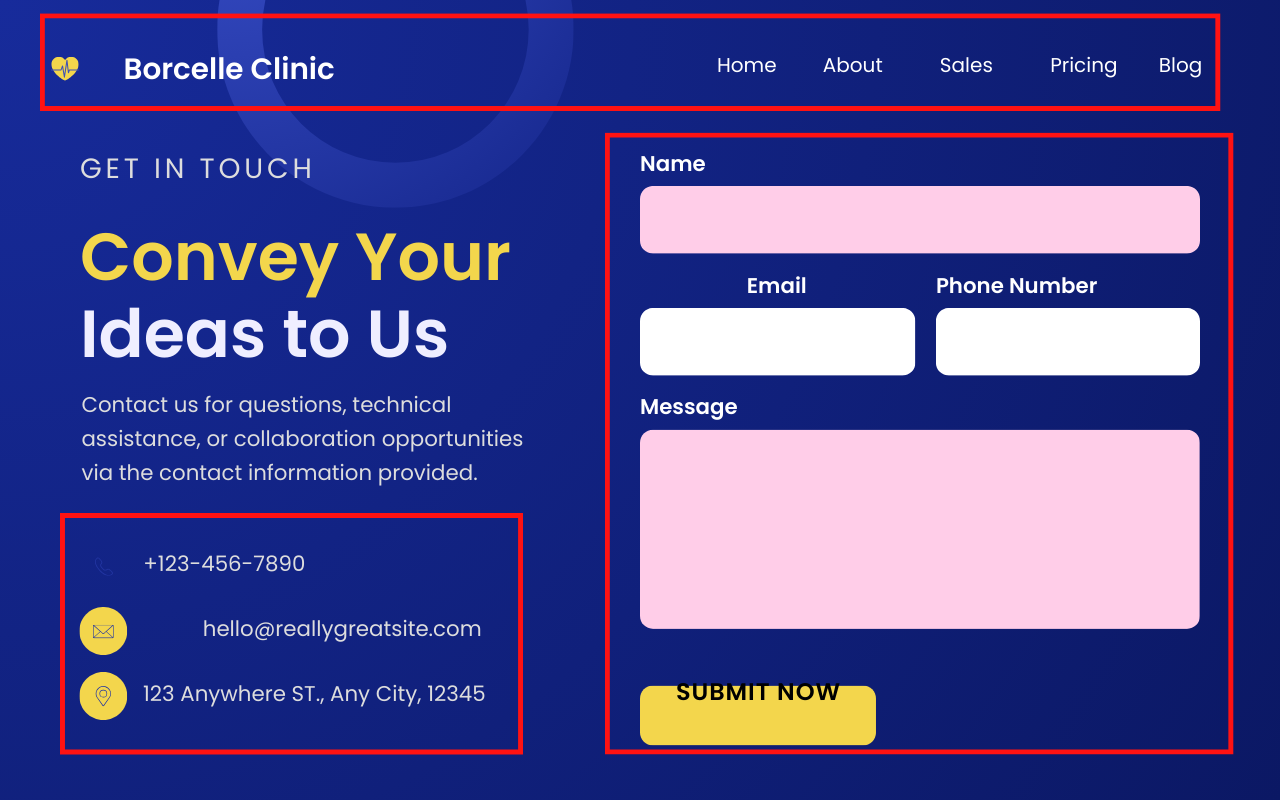 Borcelle Clinic
Home About Sales Pricing Blog
GET IN TOUCH
Convey Your
Ideas to Us
Contact us for questions, technical
assistance, or collaboration opportunities
via the contact information provided.
+123-456-7890
hello@reallygreatsite.com
123 Anywhere ST., Any City, 12345
Name
Email Phone Number
Message
SUBMIT NOW